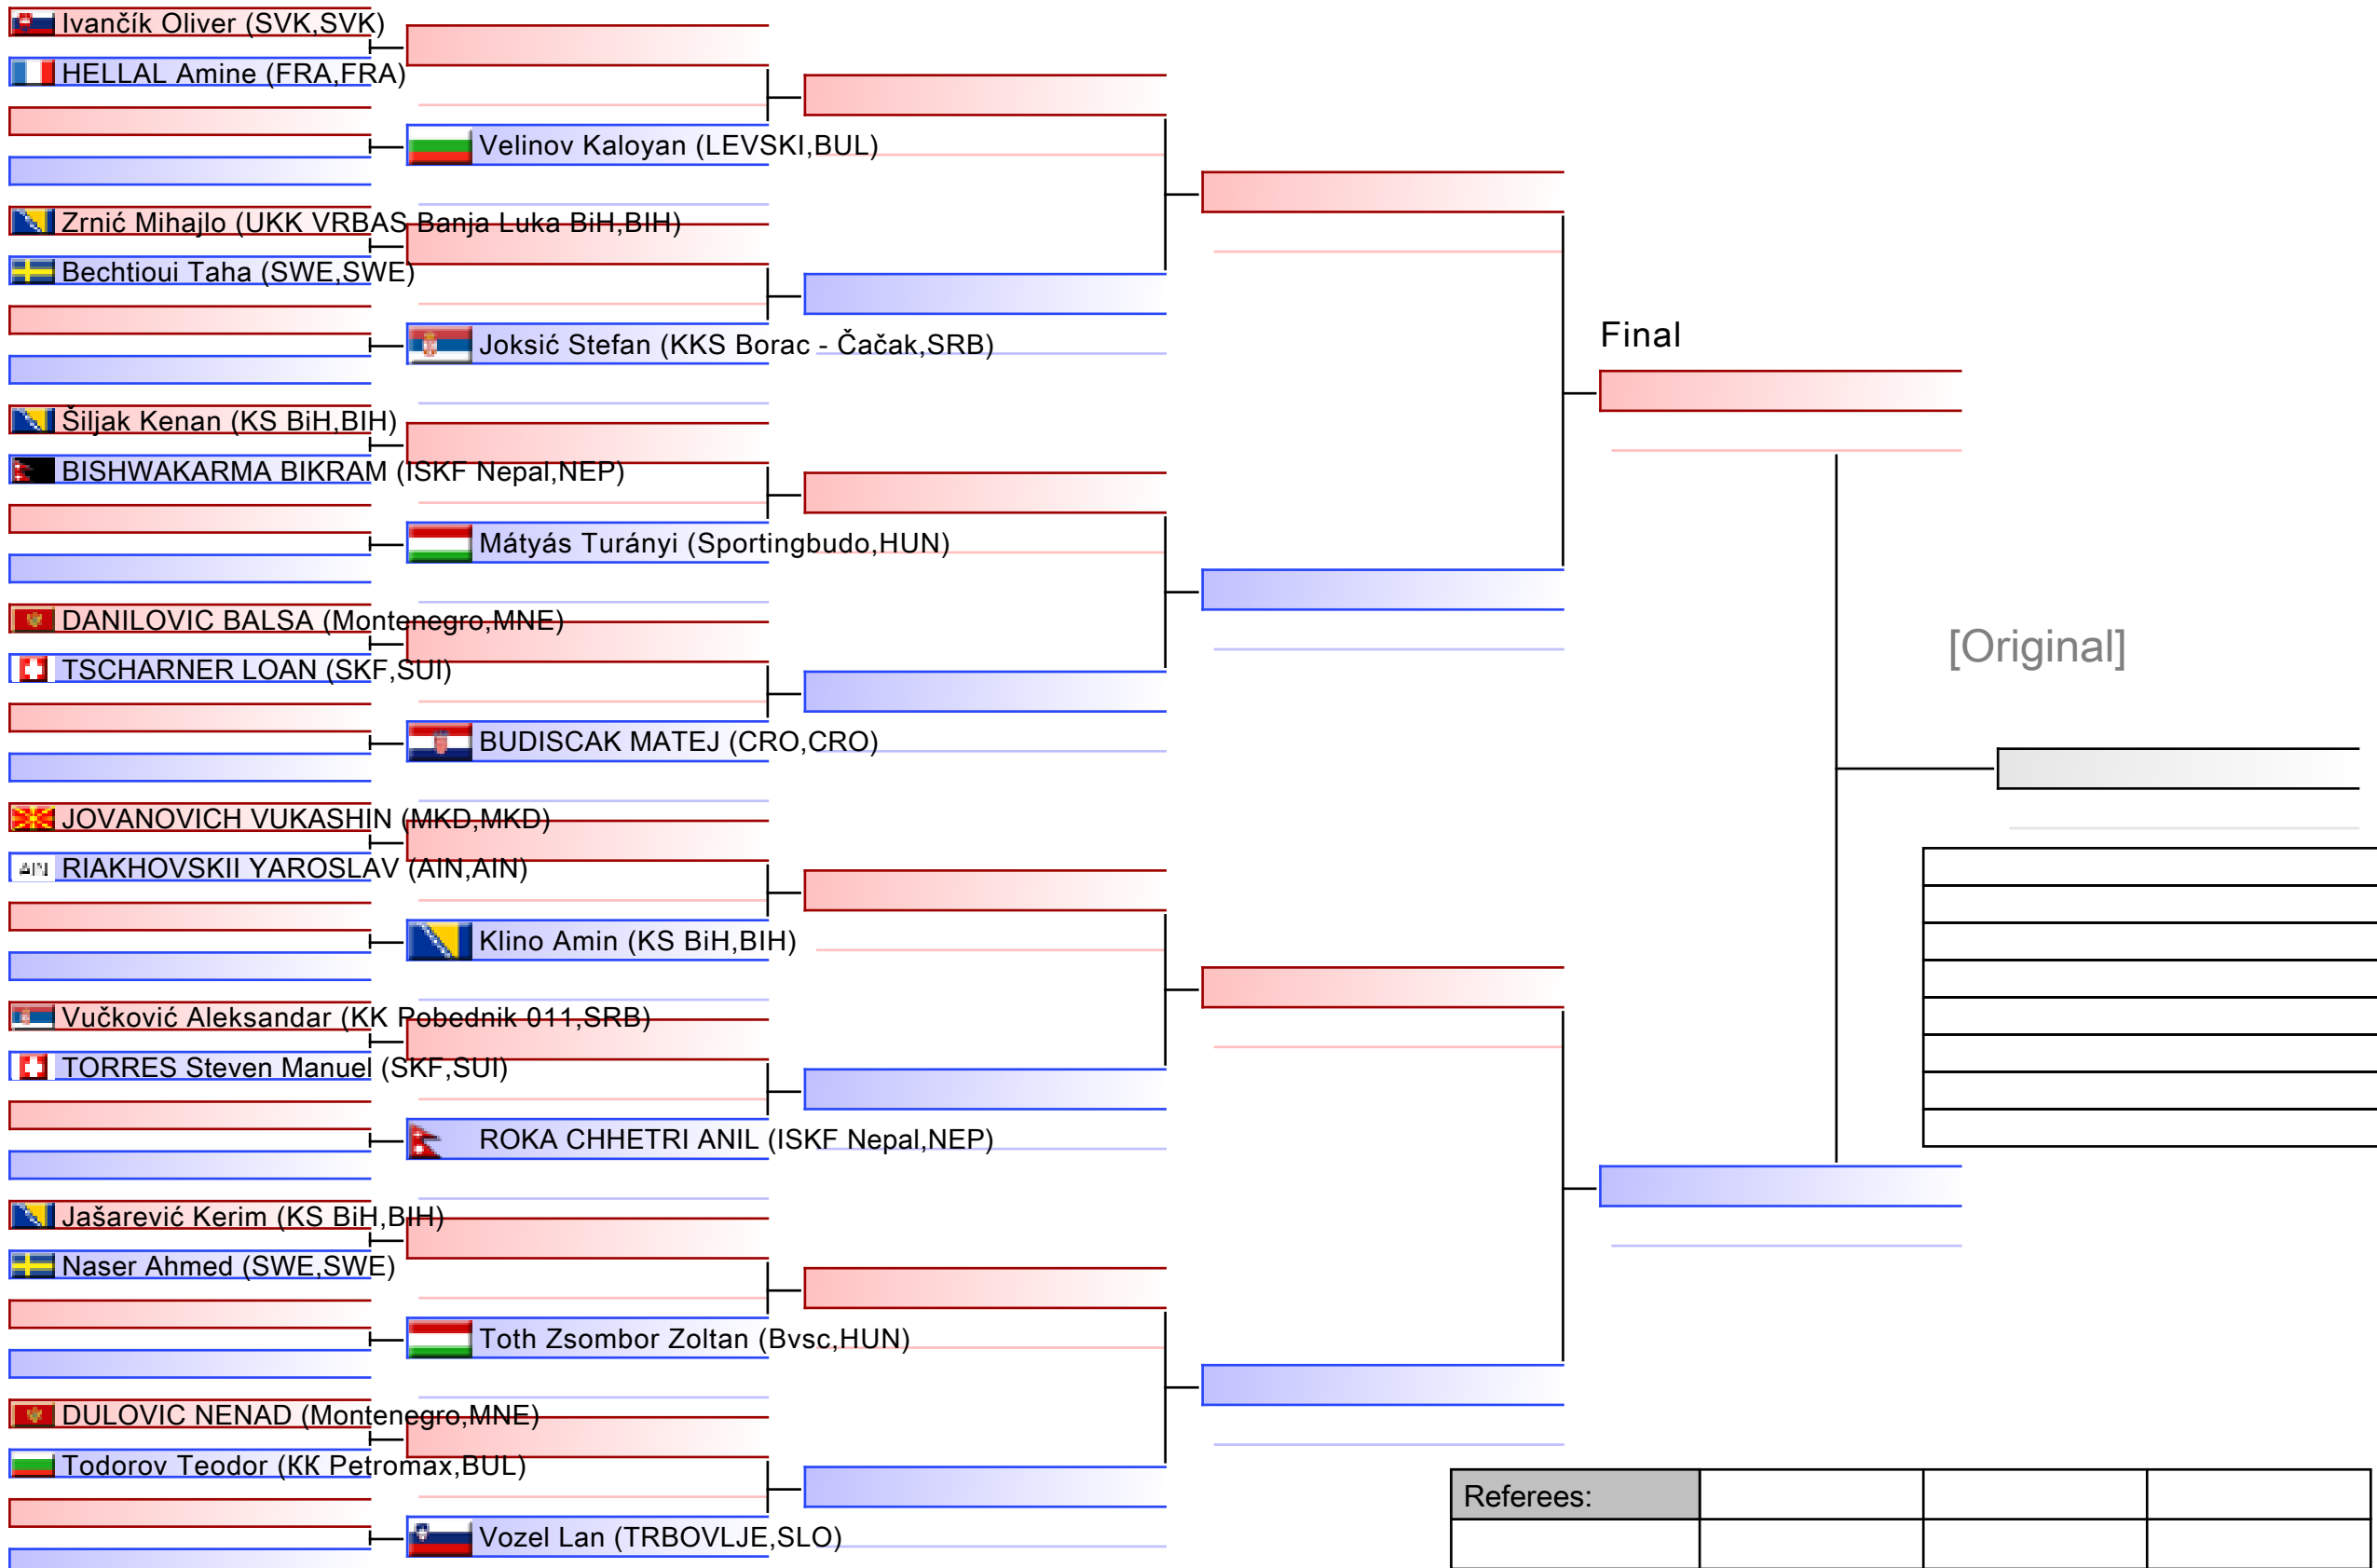 Ivančík Oliver (SVK,SVK)
HELLAL Amine (FRA,FRA)
Velinov Kaloyan (LEVSKI,BUL)
Zrnić Mihajlo (UKK VRBAS Banja Luka BiH,BIH)
Bechtioui Taha (SWE,SWE)
Joksić Stefan (KKS Borac - Čačak,SRB)
Final
Šiljak Kenan (KS BiH,BIH)
BISHWAKARMA BIKRAM (ISKF Nepal,NEP)
Mátyás Turányi (Sportingbudo,HUN)
DANILOVIC BALSA (Montenegro,MNE)
[Original]
TSCHARNER LOAN (SKF,SUI)
BUDISCAK MATEJ (CRO,CRO)
JOVANOVICH VUKASHIN (MKD,MKD)
AIN RIAKHOVSKII YAROSLAV (AIN,AIN)
Klino Amin (KS BiH,BIH)
Vučković Aleksandar (KK Pobednik 011,SRB)
TORRES Steven Manuel (SKF,SUI)
ROKA CHHETRI ANIL (ISKF Nepal,NEP)
Jašarević Kerim (KS BiH,BIH)
Naser Ahmed (SWE,SWE)
Toth Zsombor Zoltan (Bvsc,HUN)
DULOVIC NENAD (Montenegro,MNE)
Todorov Teodor (КК Petromax,BUL)
Referees:
Vozel Lan (TRBOVLJE,SLO)